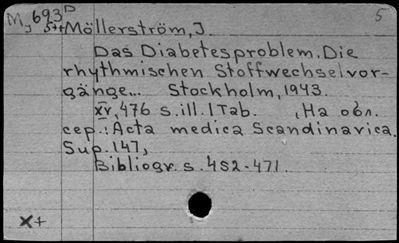 M, 693 D 5
54 Möllerström, J.
Das Diabetesproblem. Die
rhythmischen Stoffwechselvor-
gänge... Stockholm, 1943.
XV, 476 s. ill. 1 Tab. , На обл.
сер.: Acta medica Scandinavica.
Sup. 147,
Bibliogr. s. 452-471.
X+